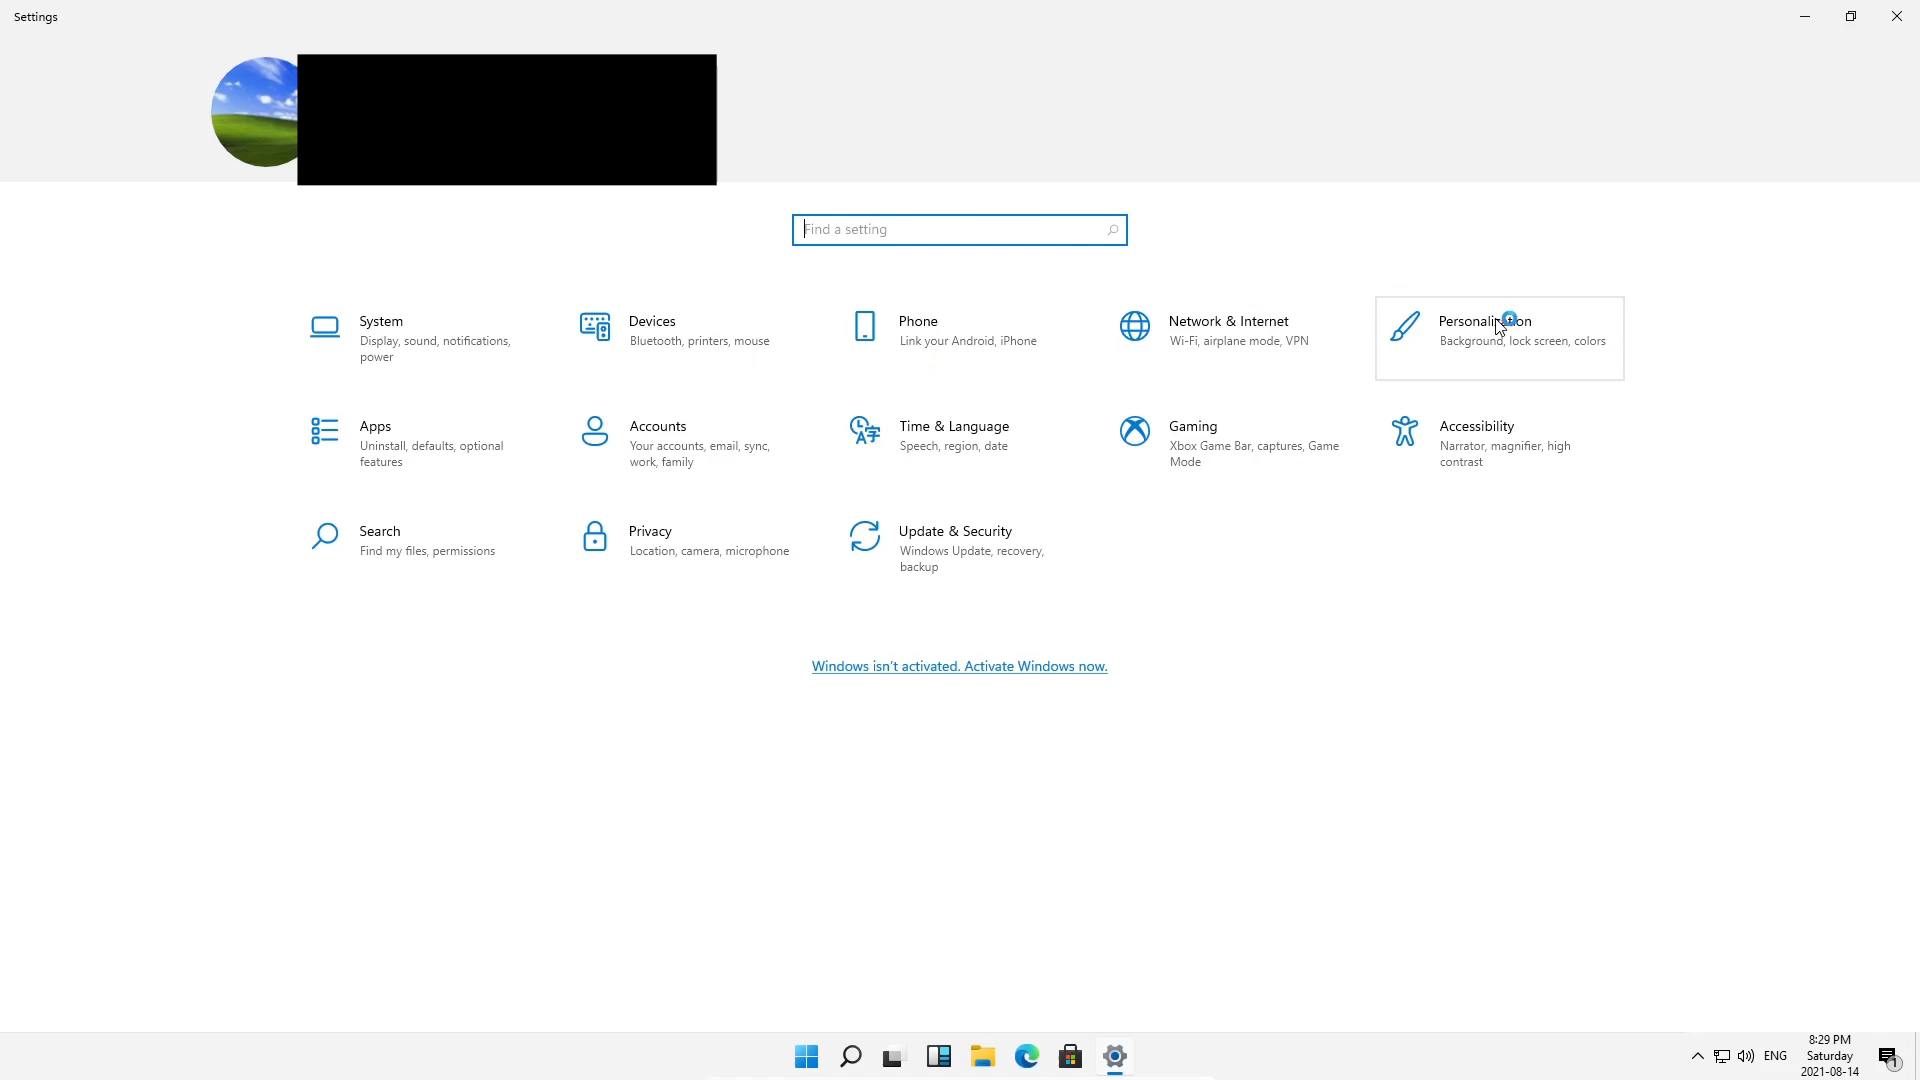 Settings
Find a setting
System
Display, sound, notifications,
power
Devices
Bluetooth, printers, mouse
Phone
Link your Android, iPhone
Network & Internet
Wi-Fi, airplane mode, VPN
Personalization
Background, lock screen, colors
Apps
Uninstall, defaults, optional
features
Accounts
Your accounts, email, sync,
work, family
Time & Language
Speech, region, date
Gaming
Xbox Game Bar, captures, Game
Mode
Accessibility
Narrator, magnifier, high
contrast
Search
Find my files, permissions
Privacy
Location, camera, microphone
Update & Security
Windows Update, recovery,
backup
Windows isn't activated. Activate Windows now.
ENG
8:29 PM
Saturday
2021-08-14
1